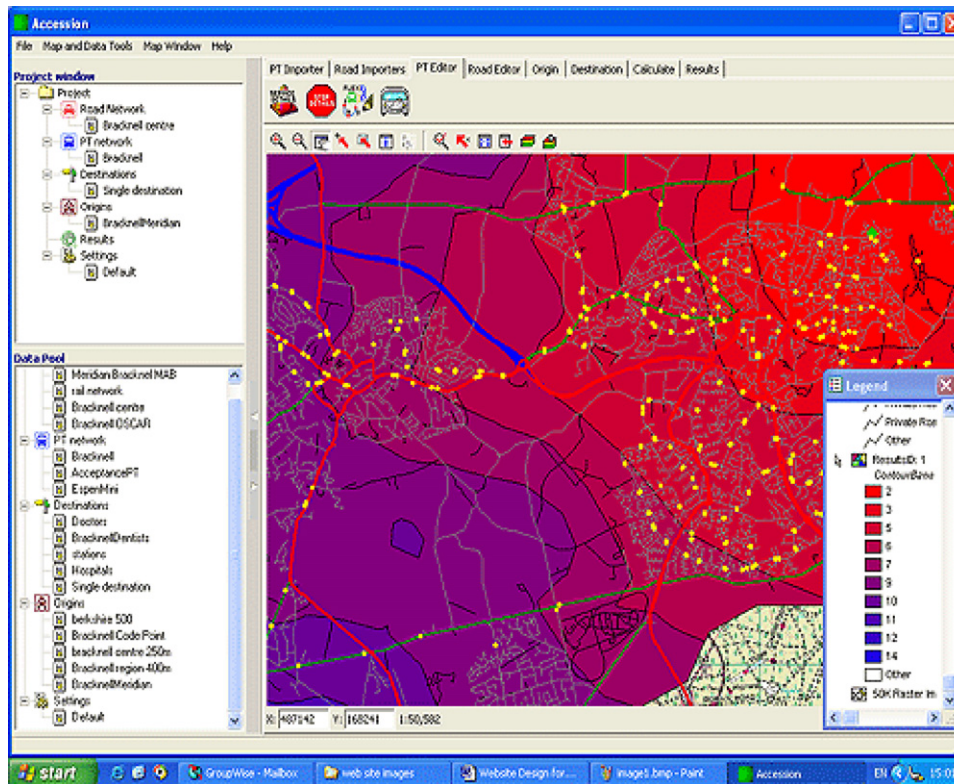 Accession
File Map and Data Tools Map Window Help
Project window
Project
Road Network
Bracknell centre
PT network
Bracknell
Destinations
Single destination
Origins
BracknellMeridian
Results
Settings
Default
Data Pool
Meridian Bracknell MAB
rail network
Bracknell centre
Bracknell OSCAR
PT network
Bracknell
AcceptancePT
EspenMini
Destinations
Doctors
BracknellDentists
stations
Hospitals
Single destination
Origins
berkshire 500
Bracknell Code Point
bracknell centre 250m
Bracknell region 400m
BracknellMeridian
Settings
Default
PT Importer Road Importers PT Editor Road Editor Origin Destination Calculate Results
STOP DETAILS
Legend
Private Roa
Other
ResultsID: 1
2
3
5
6
7
9
10
11
12
14
Other
50K Raster Im
X: 487142 Y: 168241 1:50,582
start GroupWise - Mailbox web site images Website Design for.... image1.bmp - Paint Accession EN